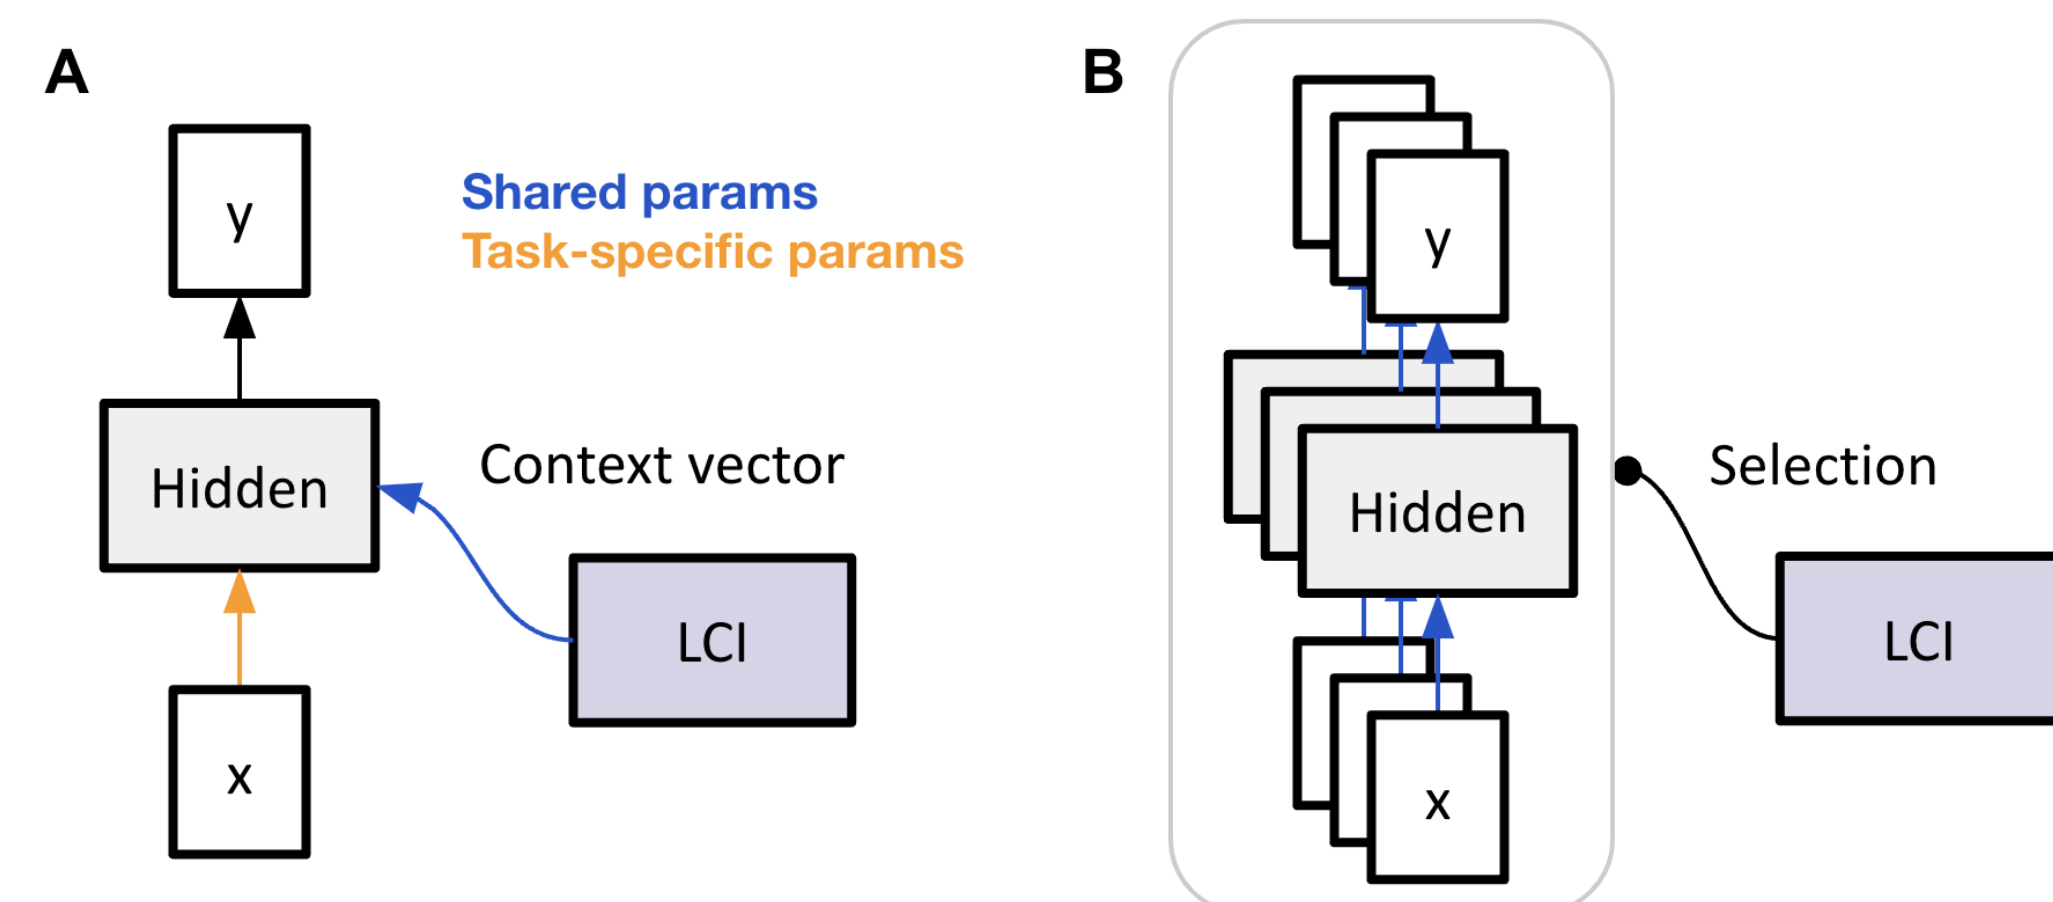 A
y
Shared params
Task-specific params
Hidden
Context vector
LCI
x
B
y
Hidden
Selection
LCI
x